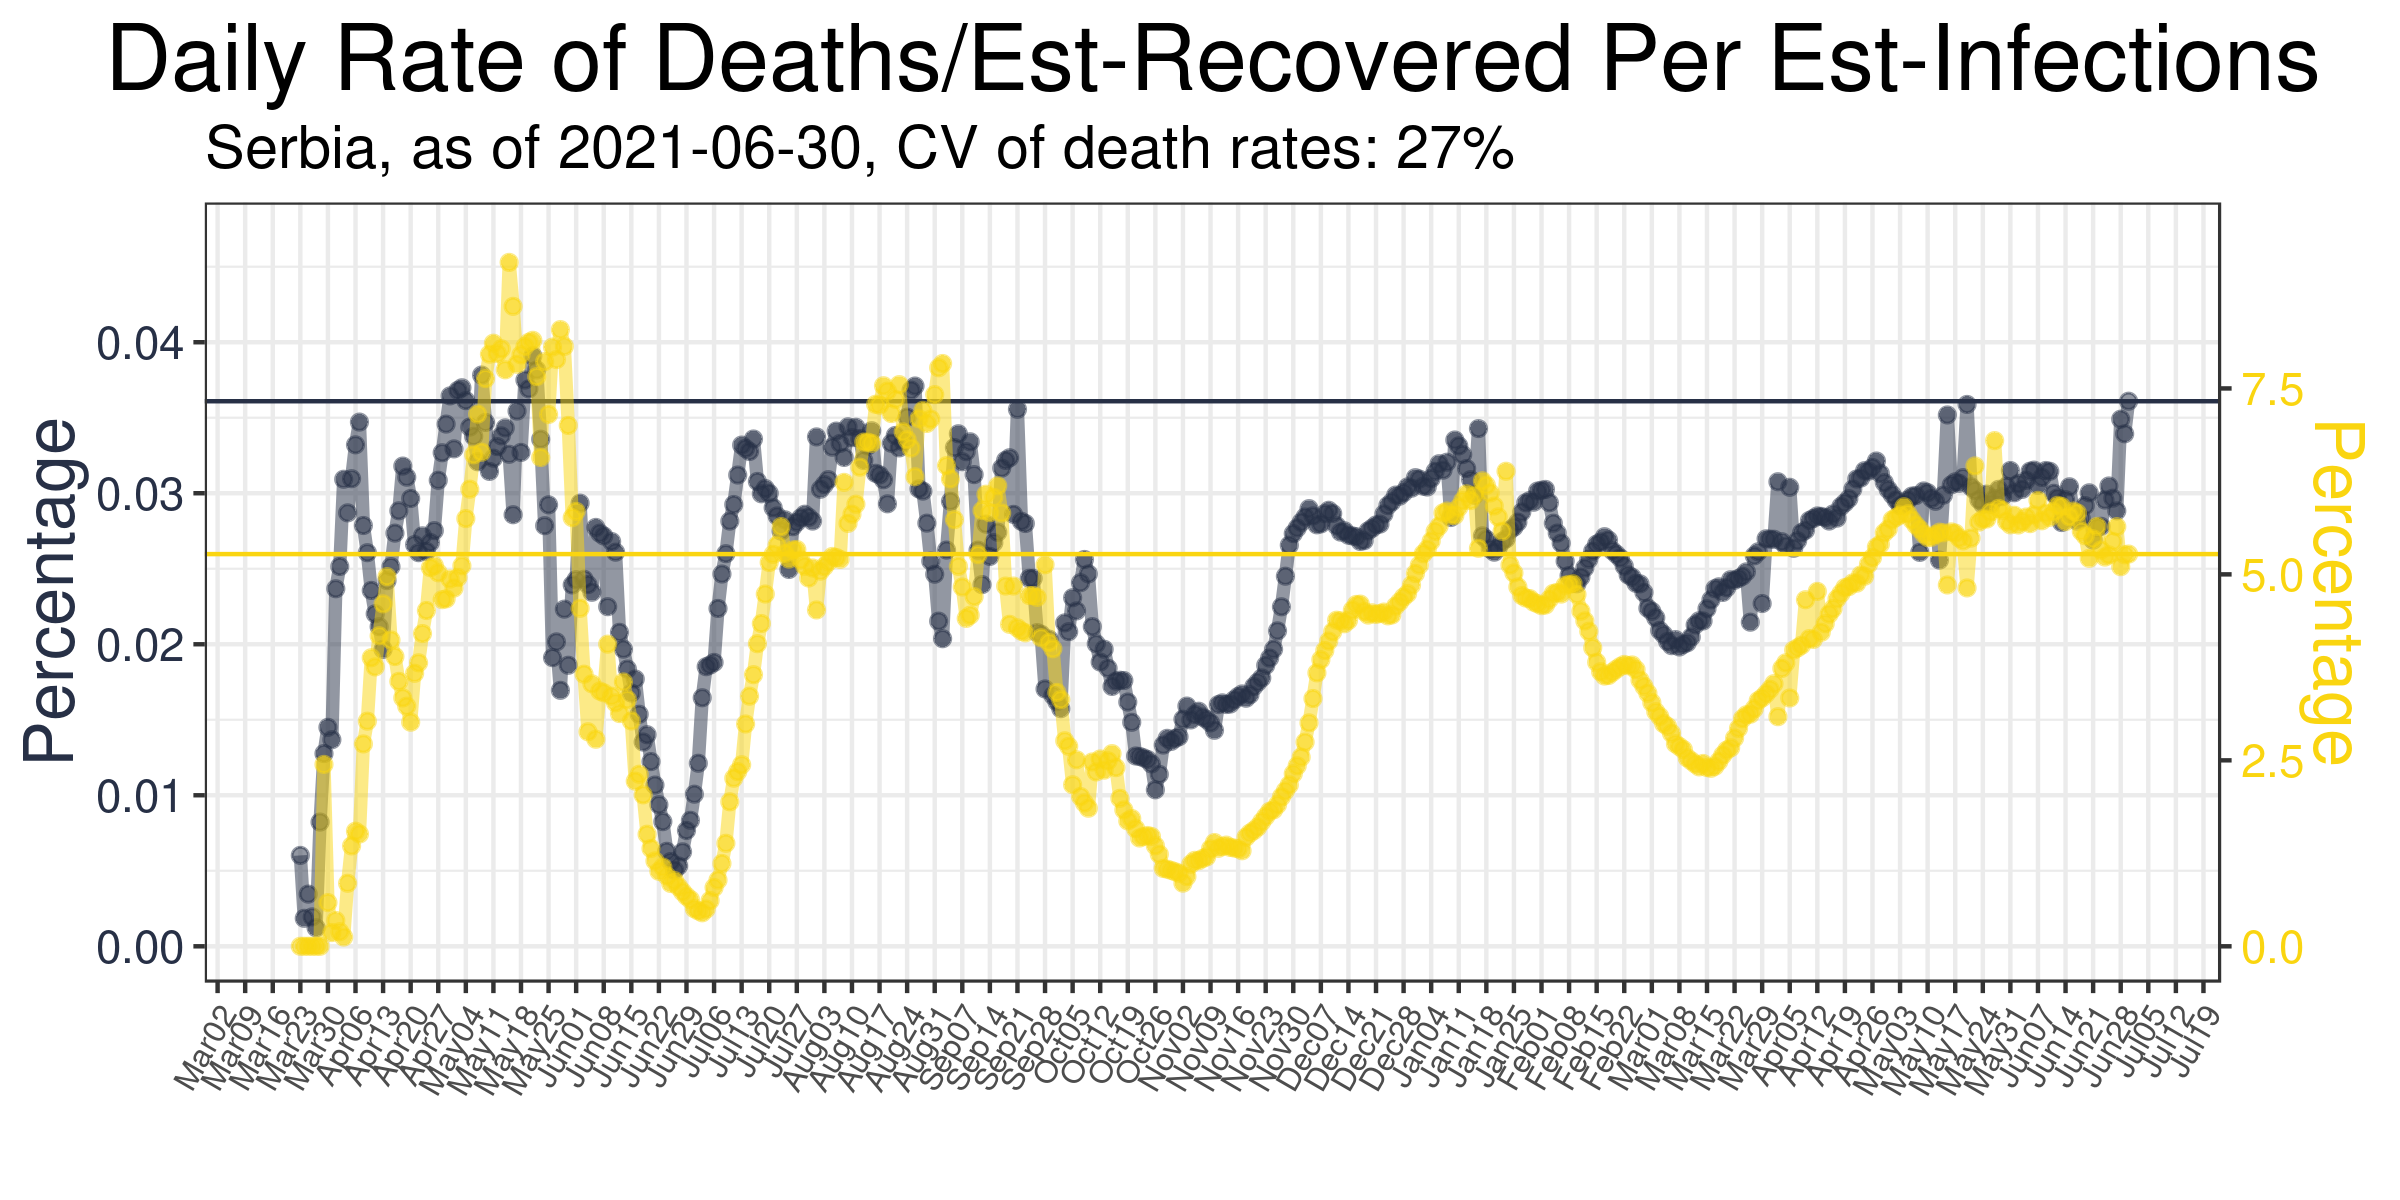 Daily Rate of Deaths/Est-Recovered Per Est-Infections
Serbia, as of 2021-06-30, CV of death rates: 27%
Percentage
0.04
0.03
0.02
0.01
0.00
7.5
5.0
2.5
0.0
Percentage
Mar02
Mar09
Mar16
Mar23
Mar30
Apr06
Apr13
Apr20
Apr27
May04
May11
May18
May25
Jun01
Jun08
Jun15
Jun22
Jun29
Jul06
Jul13
Jul20
Jul27
Aug03
Aug10
Aug17
Aug24
Aug31
Sep07
Sep14
Sep21
Sep28
Oct05
Oct12
Oct19
Oct26
Nov02
Nov09
Nov16
Nov23
Nov30
Dec07
Dec14
Dec21
Dec28
Jan04
Jan11
Jan18
Jan25
Feb01
Feb08
Feb15
Feb22
Mar01
Mar08
Mar15
Mar22
Mar29
Apr05
Apr12
Apr19
Apr26
May03
May10
May17
May24
May31
Jun07
Jun14
Jun21
Jun28
Jul05
Jul12
Jul19